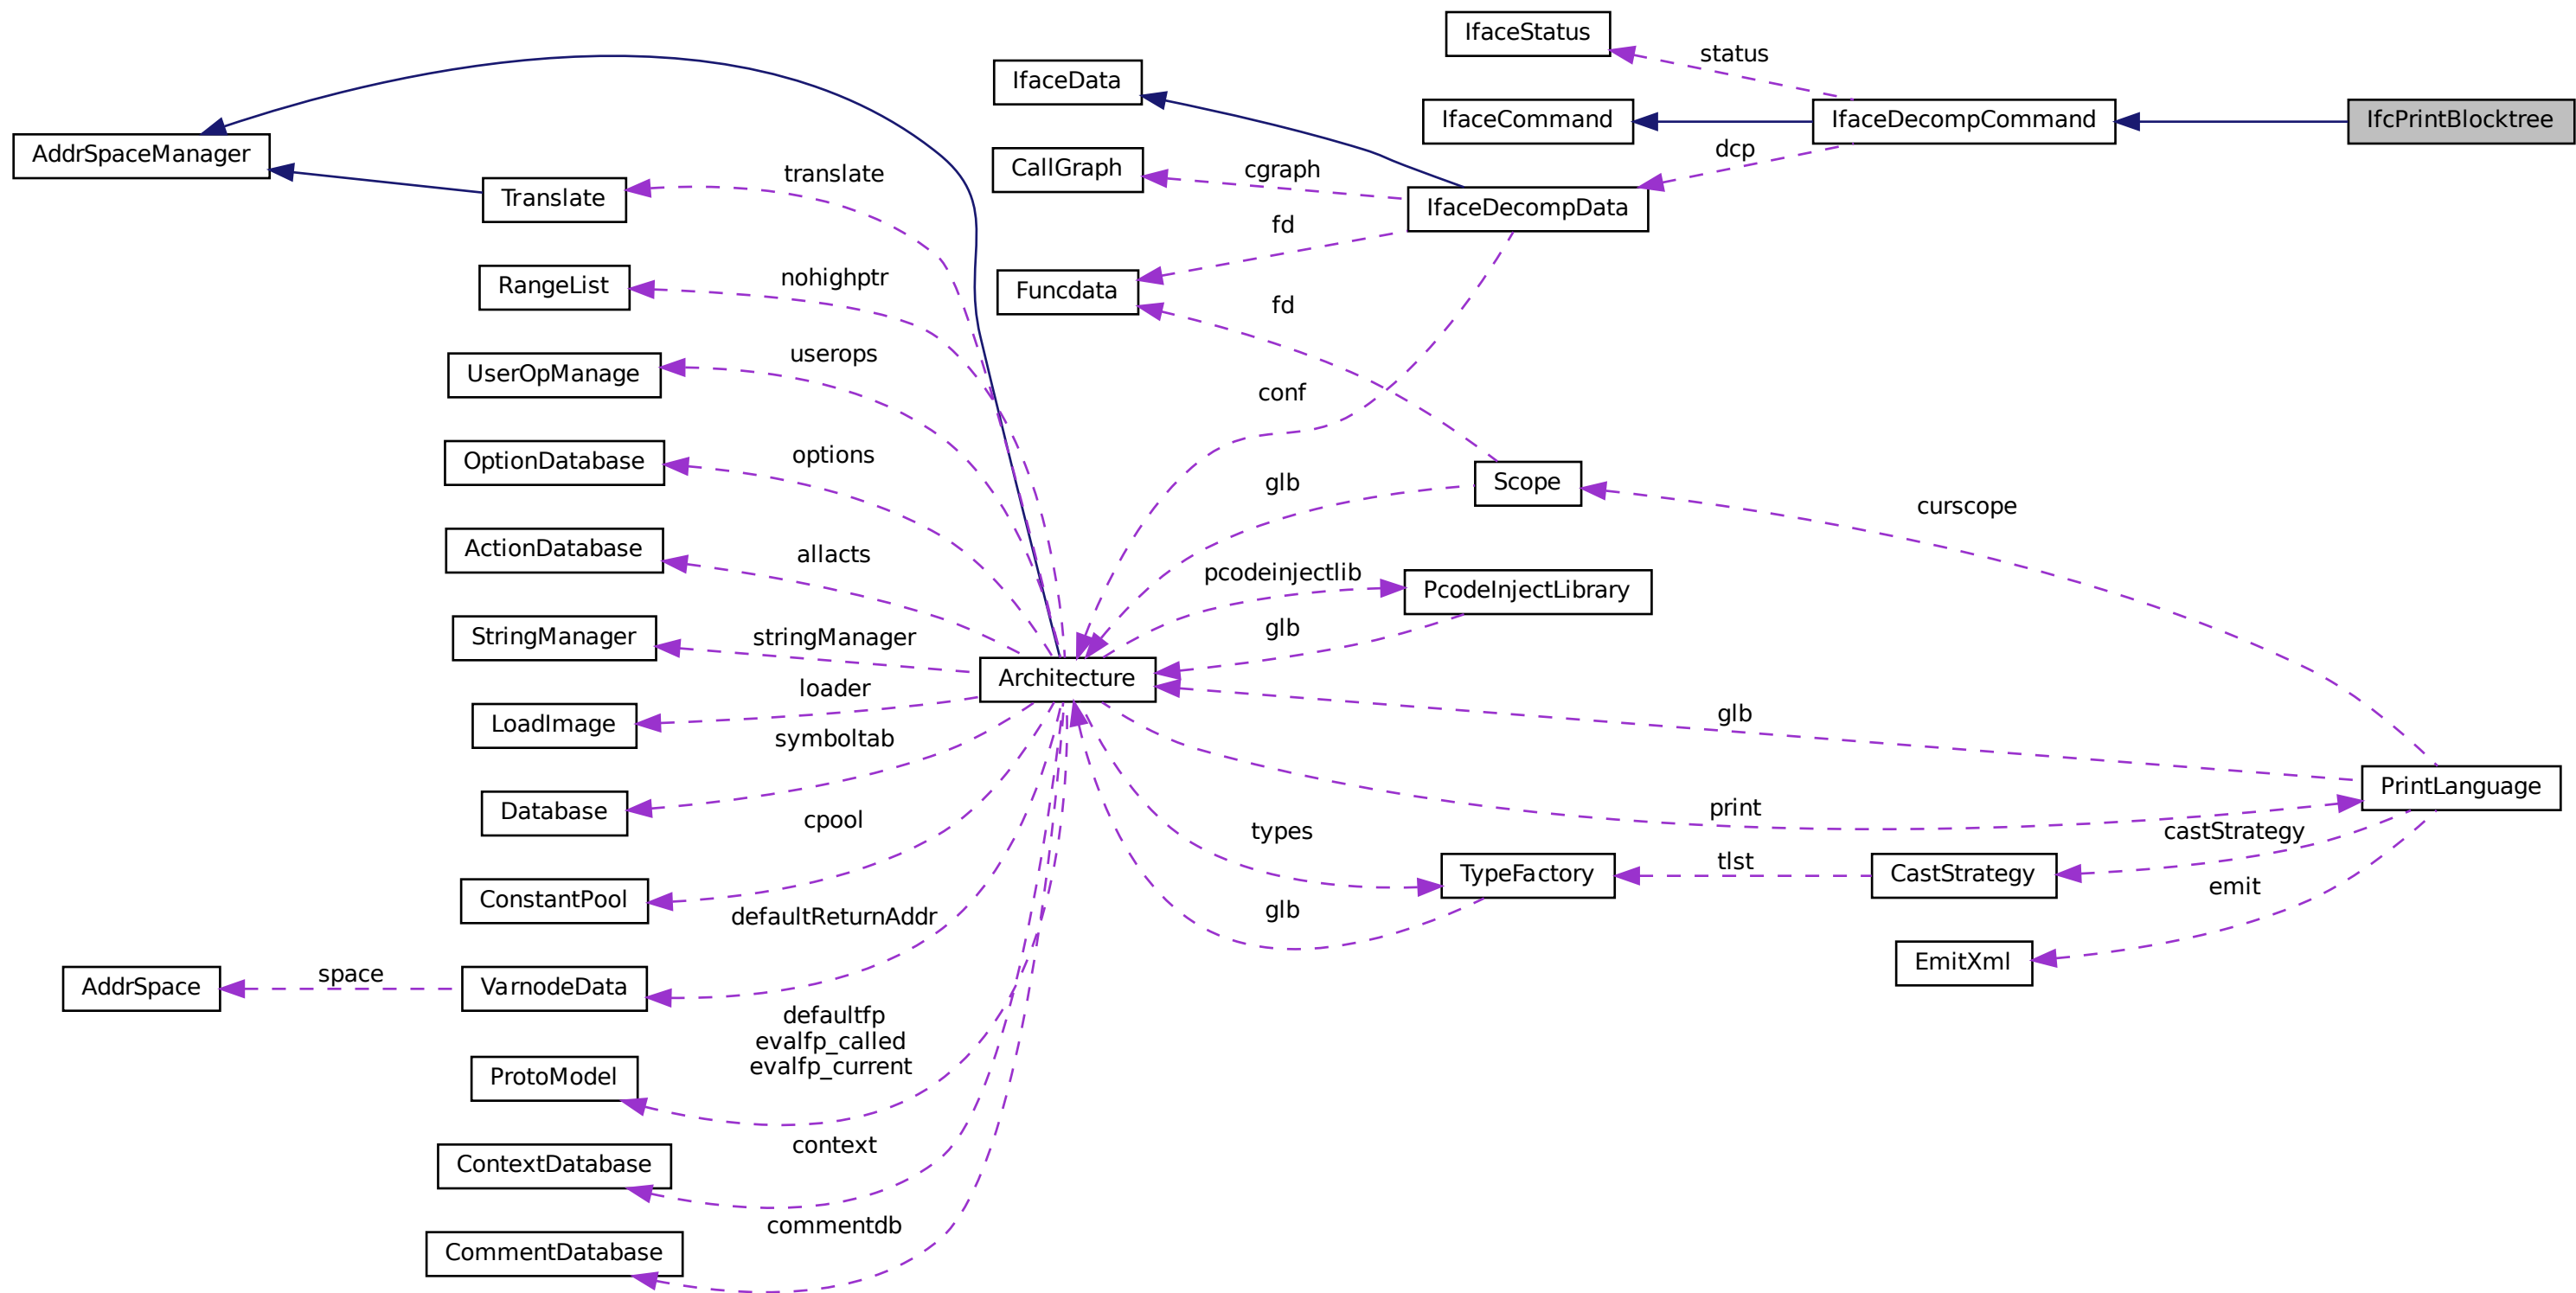 IfaceStatus
status
IfaceData
IfaceCommand
IfaceDecompCommand
IfcPrintBlocktree
AddrSpaceManager
dcp
CallGraph
cgraph
translate
Translate
IfaceDecompData
fd
RangeList
nohighptr
Funcdata
fd
userops
UserOpManage
conf
options
OptionDatabase
glb
Scope
curscope
ActionDatabase
allacts
pcodeinjectlib
PcodeInjectLibrary
StringManager
stringManager
glb
Architecture
loader
LoadImage
glb
symboltab
PrintLanguage
Database
print
cpool
types
castStrategy
tlst
TypeFactory
CastStrategy
emit
ConstantPool
defaultReturnAddr
glb
EmitXml
space
AddrSpace
VarnodeData
defaultfp
evalfp_called
evalfp_current
ProtoModel
context
ContextDatabase
commentdb
CommentDatabase